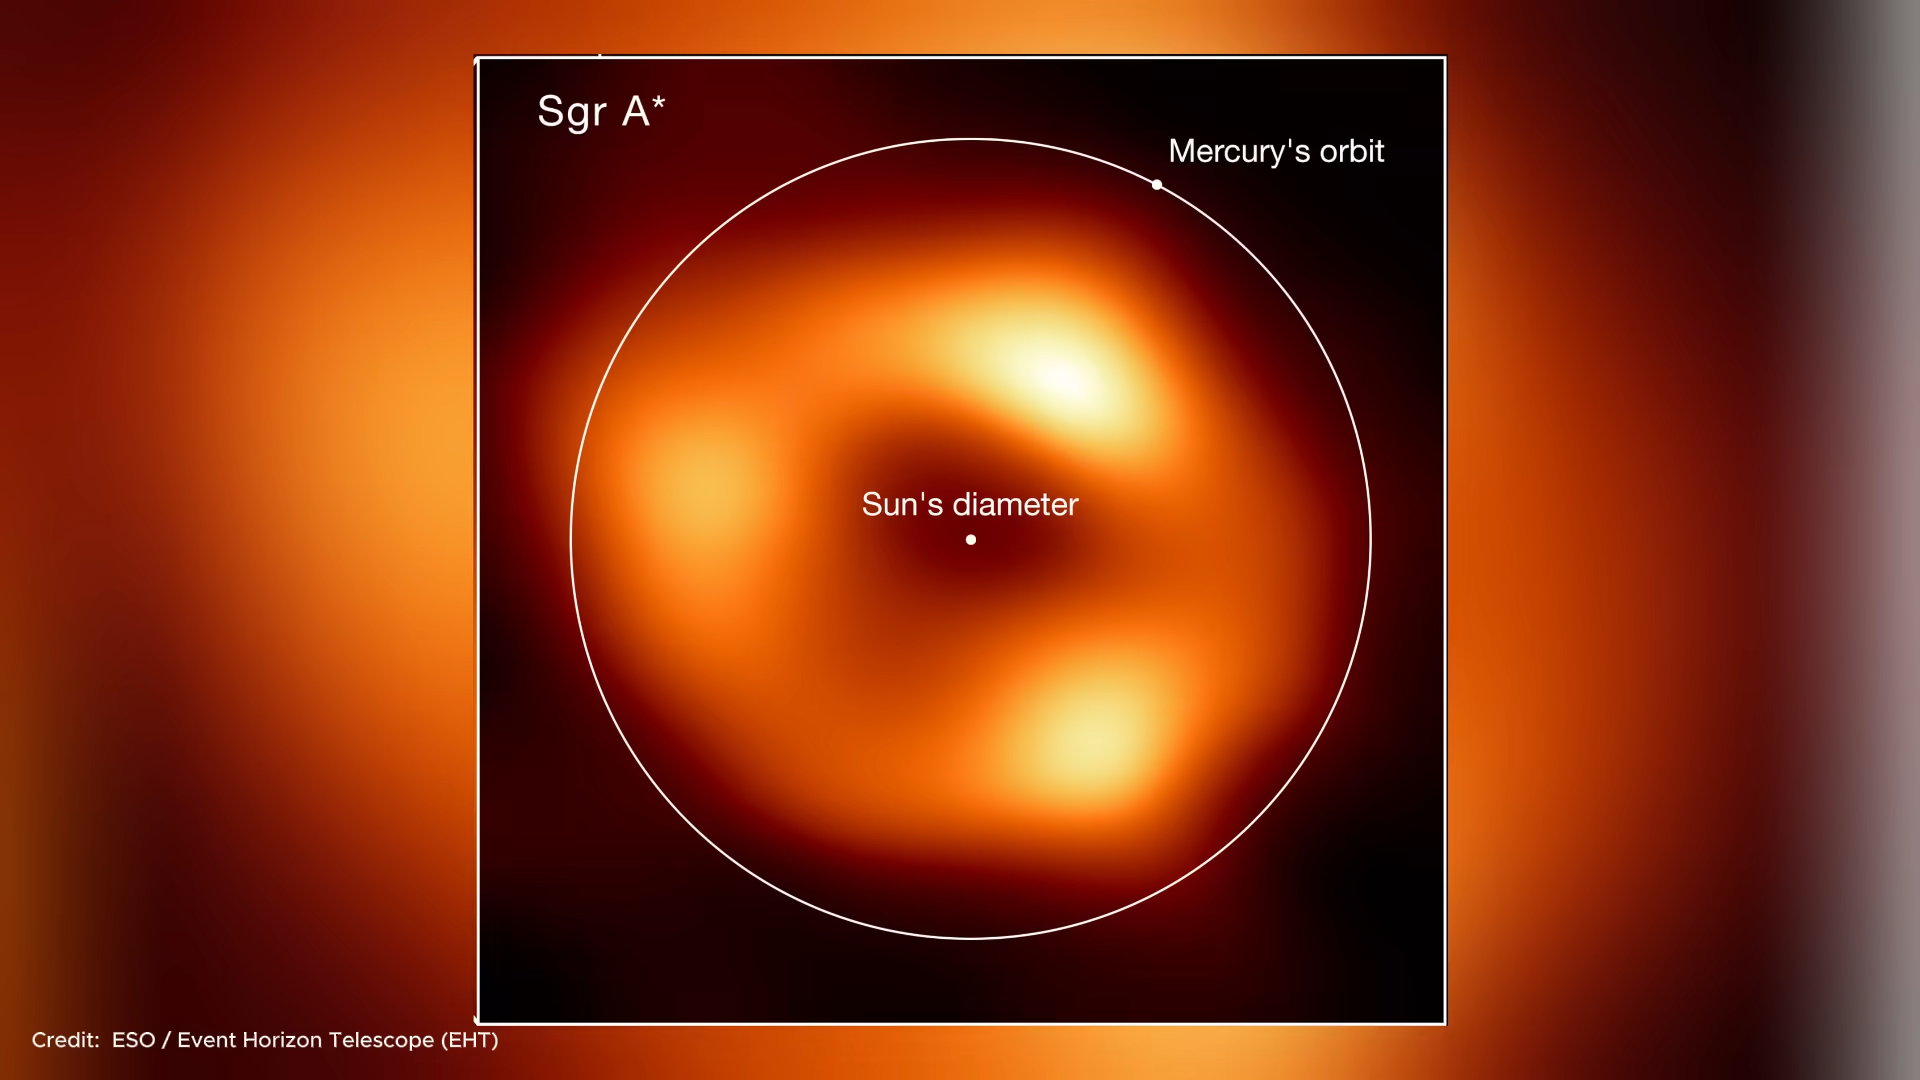 Sgr A*
Mercury's orbit
Sun's diameter
Credit: ESO / Event Horizon Telescope (EHT)